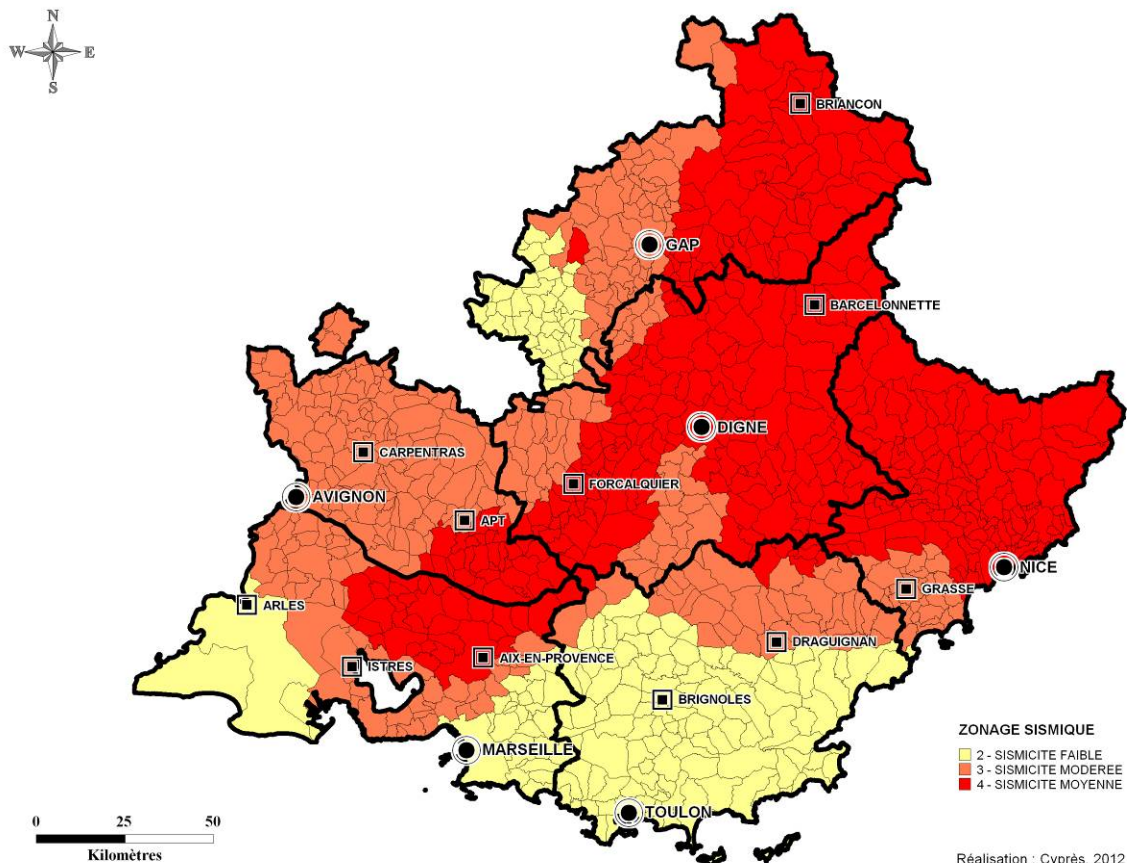 N
W E
S
BRIANCON
GAP
BARCELONNETTE
DIGNE
CARPENTRAS
FORCALQUIER
AVIGNON
APT
NICE
GRASSE
ARLES
DRAGUIGNAN
AIX-EN-PROVENCE
ISTRES
BRIGNOLES
MARSEILLE
TOULON
ZONAGE SISMIQUE
2 - SISMICITE FAIBLE
3 - SISMICITE MODEREE
4 - SISMICITE MOYENNE
0 25 50
Kilomètres
Réalisation : Cyprès, 2012